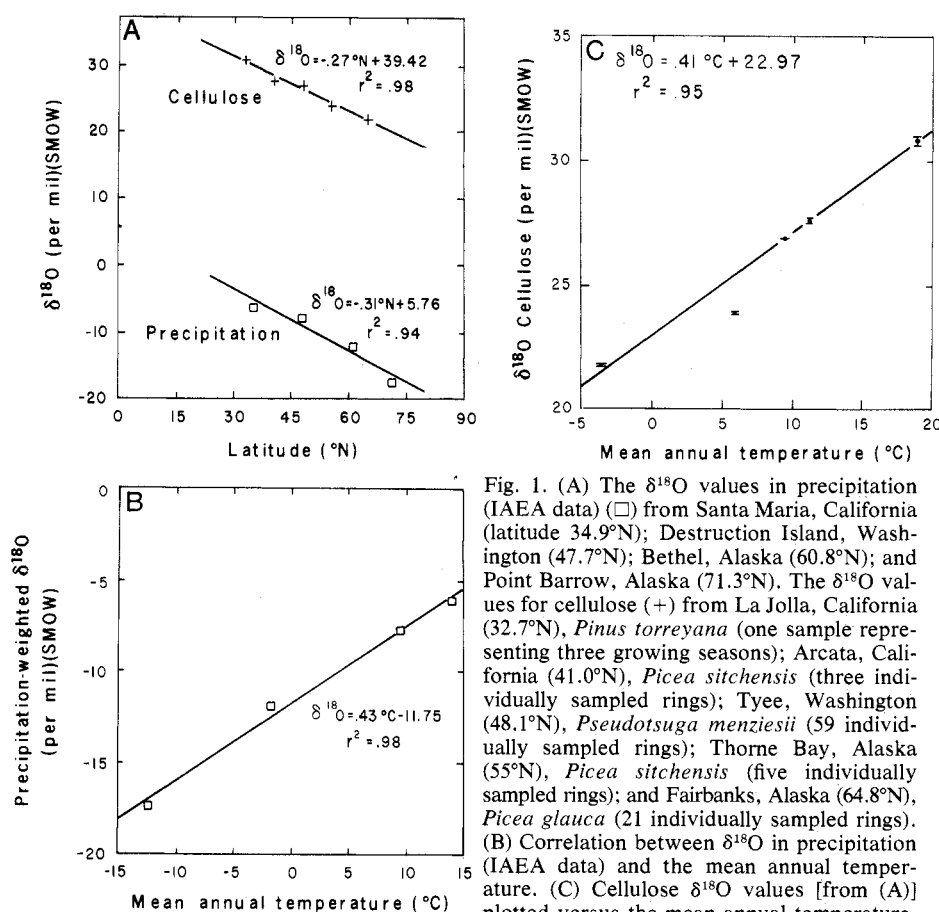 A
δ18O=-.27°N+39.42
r2=.98
Cellulose
δ18O=-.31°N+5.76
r2=.94
Precipitation
30
20
10
0
-10
-20
0 15 30 45 60 75 90
Latitude (°N)
δ18O (per mil)(SMOW)
C
δ18O=.41°C+22.97
r2=.95
35
30
25
20
-5 0 5 10 15 20
Mean annual temperature (°C)
δ18O Cellulose (per mil)(SMOW)
B
δ18O=.43°C-11.75
r2=.98
0
-5
-10
-15
-20
-15 -10 -5 0 5 10 15
Mean annual temperature (°C)
Precipitation-weighted δ18O
(per mil)(SMOW)
Fig. 1. (A) The δ18O values in precipitation
(IAEA data) (□) from Santa Maria, California
(latitude 34.9°N); Destruction Island, Wash-
ington (47.7°N); Bethel, Alaska (60.8°N); and
Point Barrow, Alaska (71.3°N). The δ18O val-
ues for cellulose (+) from La Jolla, California
(32.7°N), Pinus torreyana (one sample repre-
senting three growing seasons); Arcata, Cali-
fornia (41.0°N), Picea sitchensis (three indi-
vidually sampled rings); Tyee, Washington
(48.1°N), Pseudotsuga menziesii (59 individ-
ually sampled rings); Thorne Bay, Alaska
(55°N), Picea sitchensis (five individually
sampled rings); and Fairbanks, Alaska (64.8°N),
Picea glauca (21 individually sampled rings).
(B) Correlation between δ18O in precipitation
(IAEA data) and the mean annual temper-
ature. (C) Cellulose δ18O values [from (A)]
plotted versus the mean annual temperature.